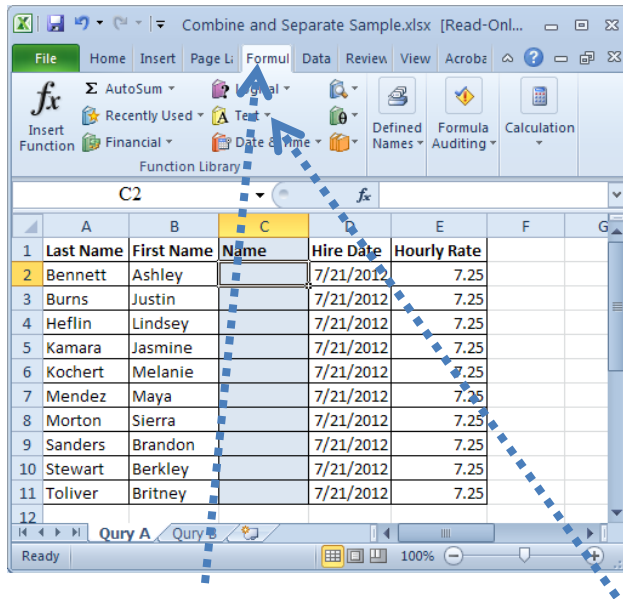 Combine and Separate Sample.xlsx [Read-Onl...
File Home Insert Page La Formul Data Review View Acroba
Insert Function
Σ AutoSum
Recently Used
Financial
Logical
Text
Date & Time
Defined Names
Formula Auditing
Calculation
Function Library
C2 fx
A B C D E F G
1 Last Name First Name Name Hire Date Hourly Rate
2 Bennett Ashley 7/21/2012 7.25
3 Burns Justin 7/21/2012 7.25
4 Heflin Lindsey 7/21/2012 7.25
5 Kamara Jasmine 7/21/2012 7.25
6 Kochert Melanie 7/21/2012 7.25
7 Mendez Maya 7/21/2012 7.25
8 Morton Sierra 7/21/2012 7.25
9 Sanders Brandon 7/21/2012 7.25
10 Stewart Berkley 7/21/2012 7.25
11 Toliver Britney 7/21/2012 7.25
12
Qury A Qury B
Ready 100%